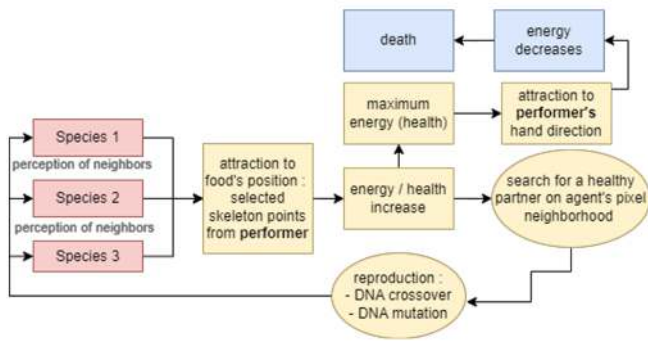 death
energy
decreases
maximum
energy (health)
attraction to
performer's
hand direction
Species 1
perception of neighbors
Species 2
perception of neighbors
Species 3
attraction to
food's position :
selected
skeleton points
from performer
energy / health
increase
search for a healthy
partner on agent's pixel
neighborhood
reproduction :
- DNA crossover
- DNA mutation